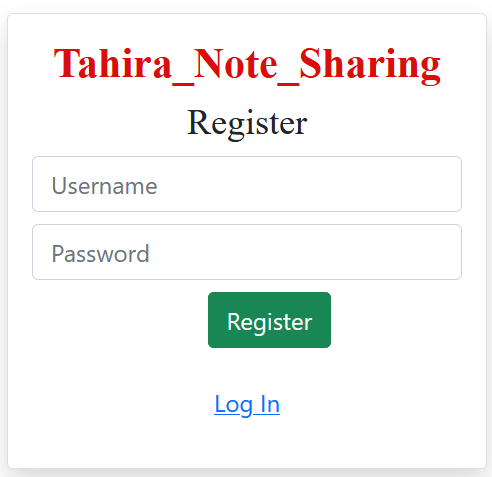 Tahira_Note_Sharing
Register
Username
Password
Register
Log In